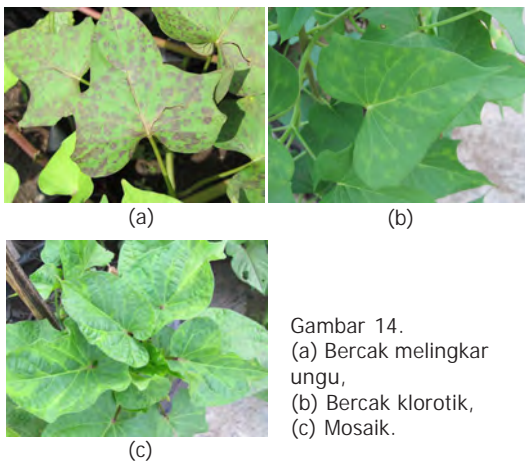 (a)
(b)
(c)
Gambar 14.
(a) Bercak melingkar
ungu,
(b) Bercak klorotik,
(c) Mosaik.